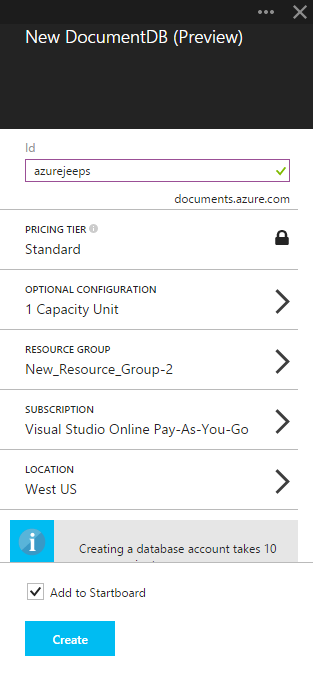 New DocumentDB (Preview)
Id
azurejeeps
documents.azure.com
PRICING TIER
Standard
OPTIONAL CONFIGURATION
1 Capacity Unit
RESOURCE GROUP
New_Resource_Group-2
SUBSCRIPTION
Visual Studio Online Pay-As-You-Go
LOCATION
West US
Creating a database account takes 10
Add to Startboard
Create